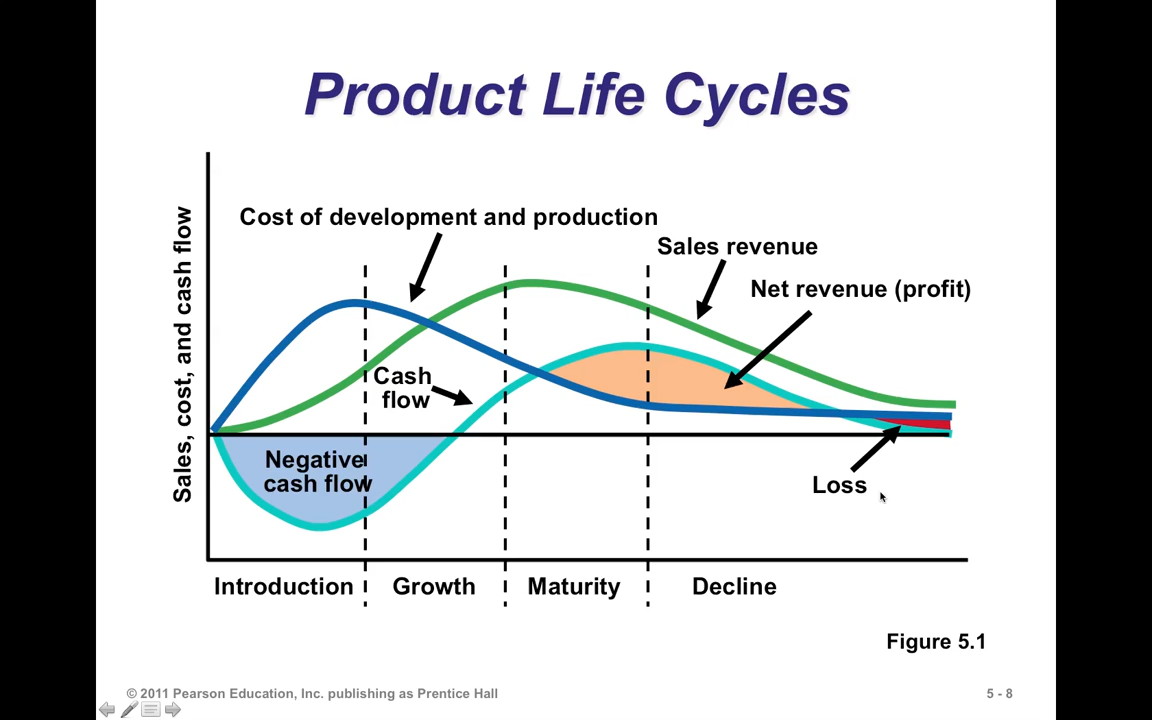 Product Life Cycles
Sales, cost, and cash flow
Cost of development and production
Sales revenue
Net revenue (profit)
Cash
flow
Negative
cash flow
Loss
Introduction
Growth
Maturity
Decline
Figure 5.1
© 2011 Pearson Education, Inc. publishing as Prentice Hall
5 - 8